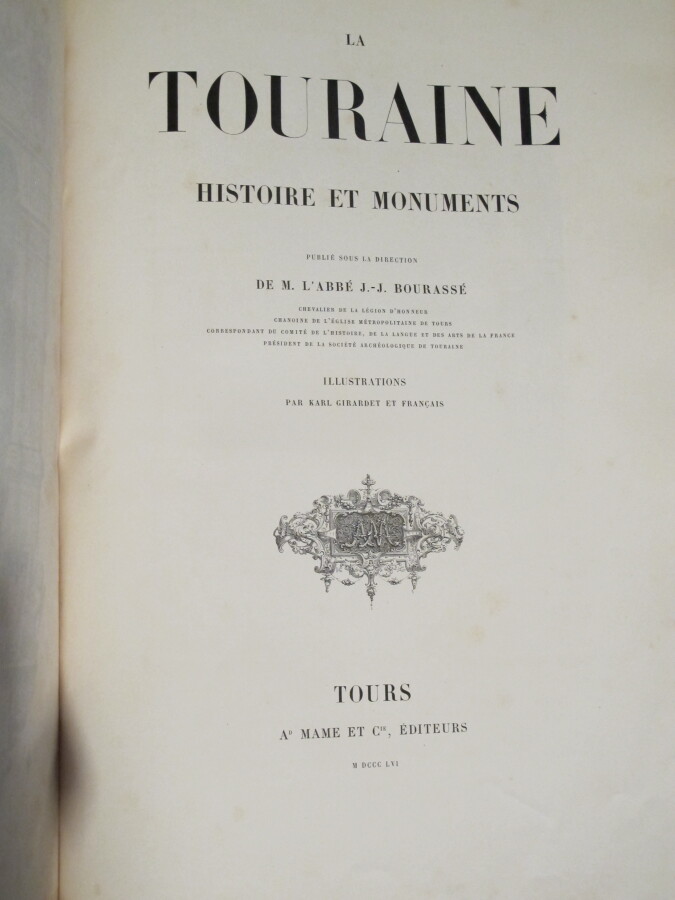 LA
TOURAINE
HISTOIRE ET MONUMENTS
PUBLIÉ SOUS LA DIRECTION
DE M. L'ABBÉ J.-J. BOURASSÉ
CHEVALIER DE LA LÉGION D'HONNEUR
CHANOINE DE L'ÉGLISE MÉTROPOLITAINE DE TOURS
CORRESPONDANT DU COMITÉ DE L'HISTOIRE, DE LA LANGUE ET DES ARTS DE LA FRANCE
PRÉSIDENT DE LA SOCIÉTÉ ARCHÉOLOGIQUE DE TOURAINE
ILLUSTRATIONS
PAR KARL GIRARDET ET FRANÇAIS
AM
TOURS
AD MAME ET CIE, ÉDITEURS
M DCCC LVI